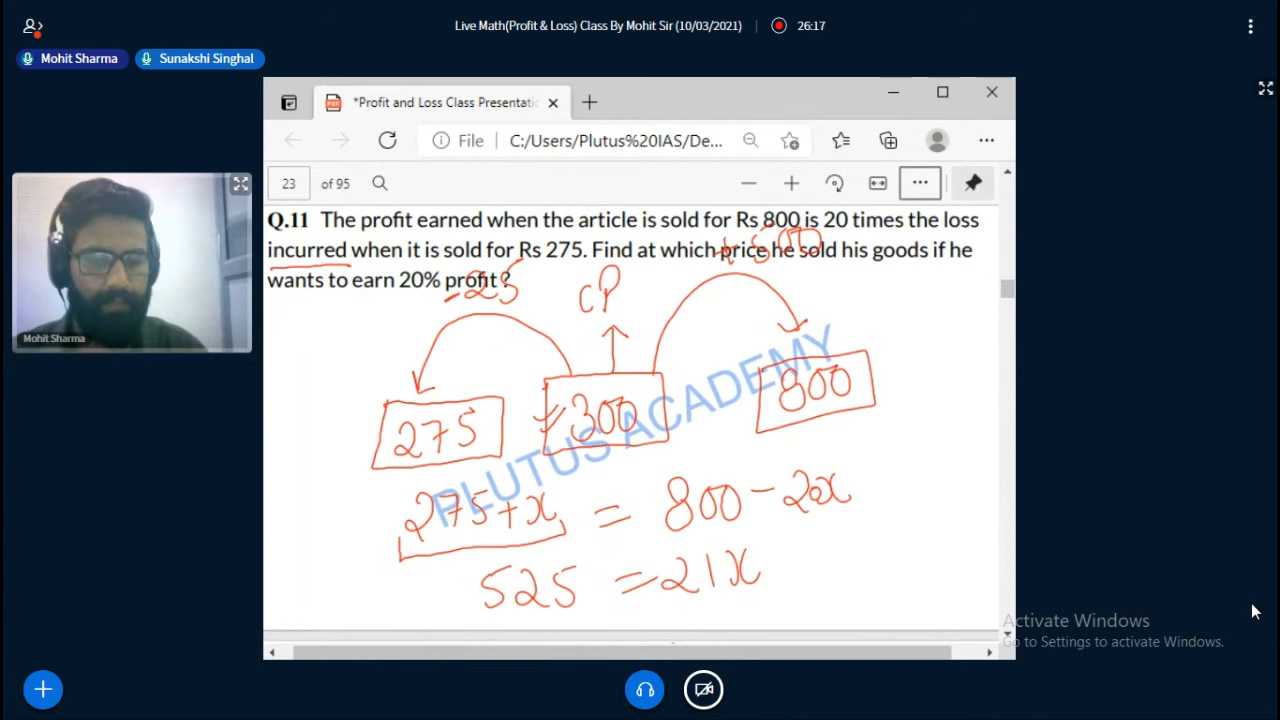 Live Math(Profit & Loss) Class By Mohit Sir (10/03/2021) | 26:17
Mohit Sharma
Sunakshi Singhal
*Profit and Loss Class Presentatic
File | C:/Users/Plutus%20IAS/De...
23 of 95
Q.11 The profit earned when the article is sold for Rs 800 is 20 times the loss
incurred when it is sold for Rs 275. Find at which price he sold his goods if he
wants to earn 20% profit ?
+500
-25
CP
275
300
800
PLUTUS ACADEMY
275+x = 800-20x
525 = 21x
Mohit Sharma
Activate Windows
Go to Settings to activate Windows.